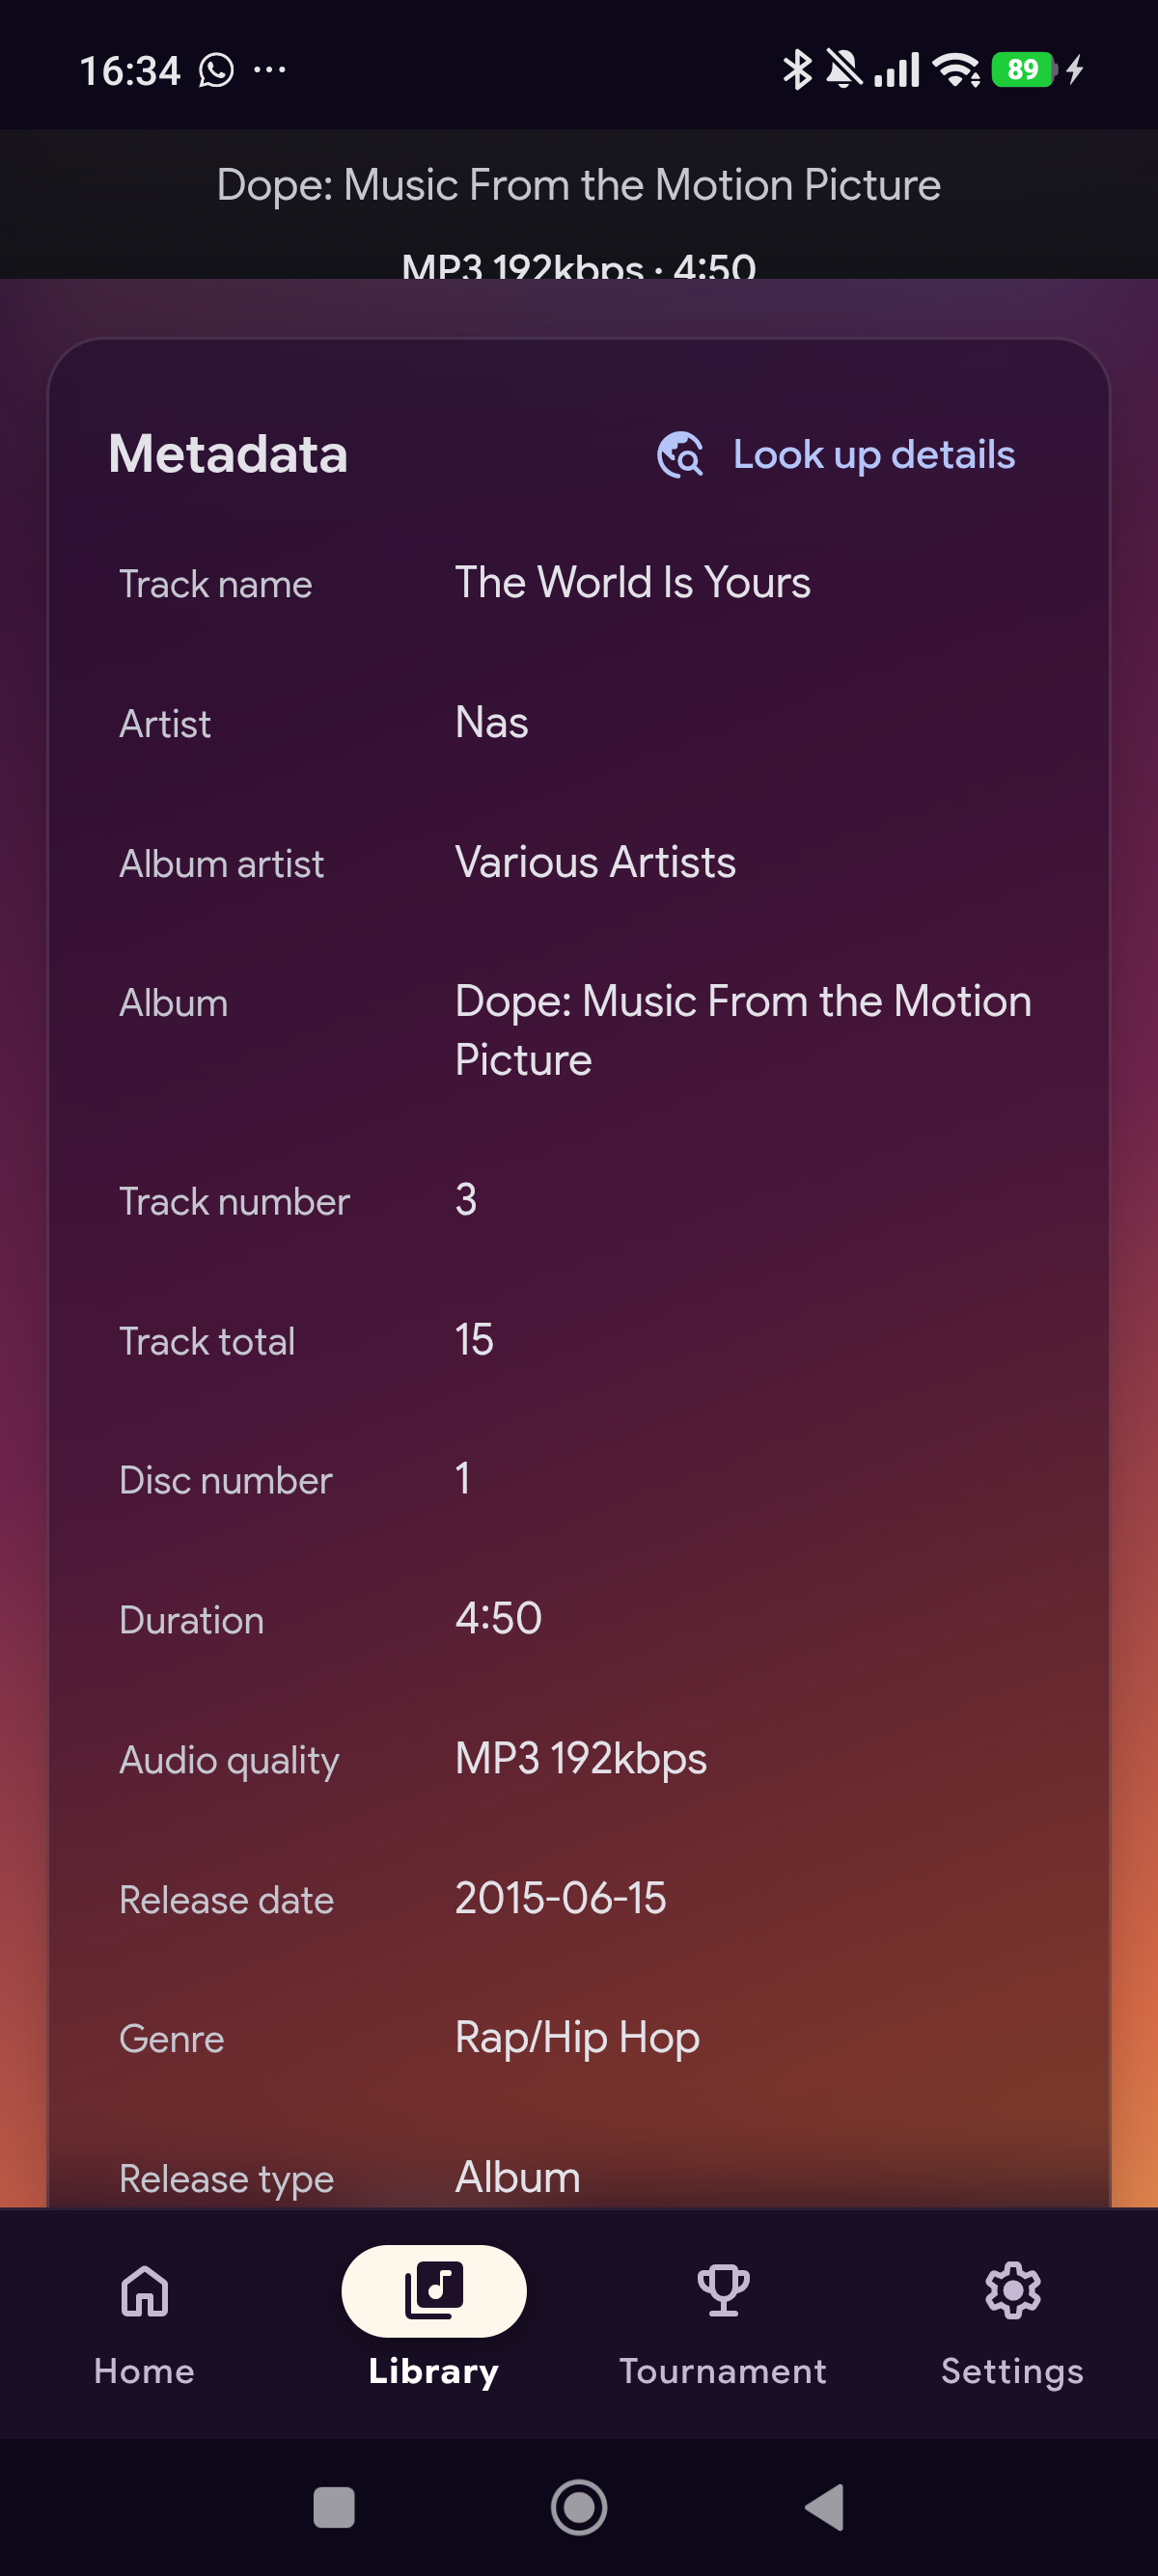 16:34
89
Dope: Music From the Motion Picture
MP3 192kbps · 4:50
Metadata
Look up details
Track name
The World Is Yours
Artist
Nas
Album artist
Various Artists
Album
Dope: Music From the Motion
Picture
Track number
3
Track total
15
Disc number
1
Duration
4:50
Audio quality
MP3 192kbps
Release date
2015-06-15
Genre
Rap/Hip Hop
Release type
Album
Home
Library
Tournament
Settings